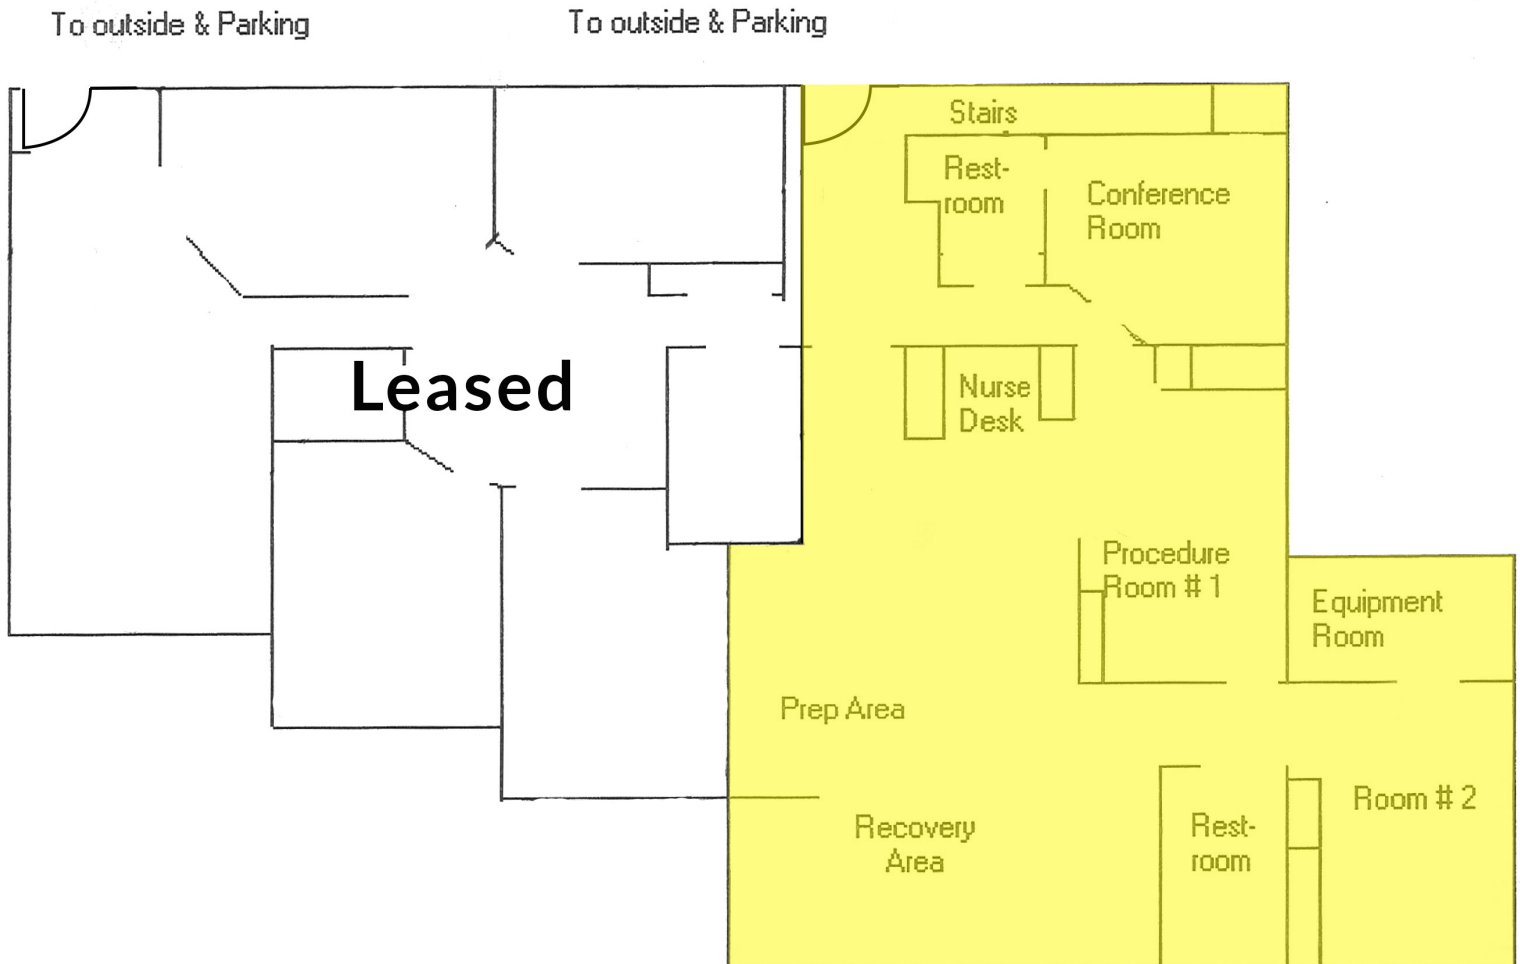 To outside & Parking
To outside & Parking
Stairs
Rest-
room
Conference
Room
Leased
Nurse
Desk
Procedure
Room # 1
Equipment
Room
Prep Area
Room # 2
Recovery
Area
Rest-
room